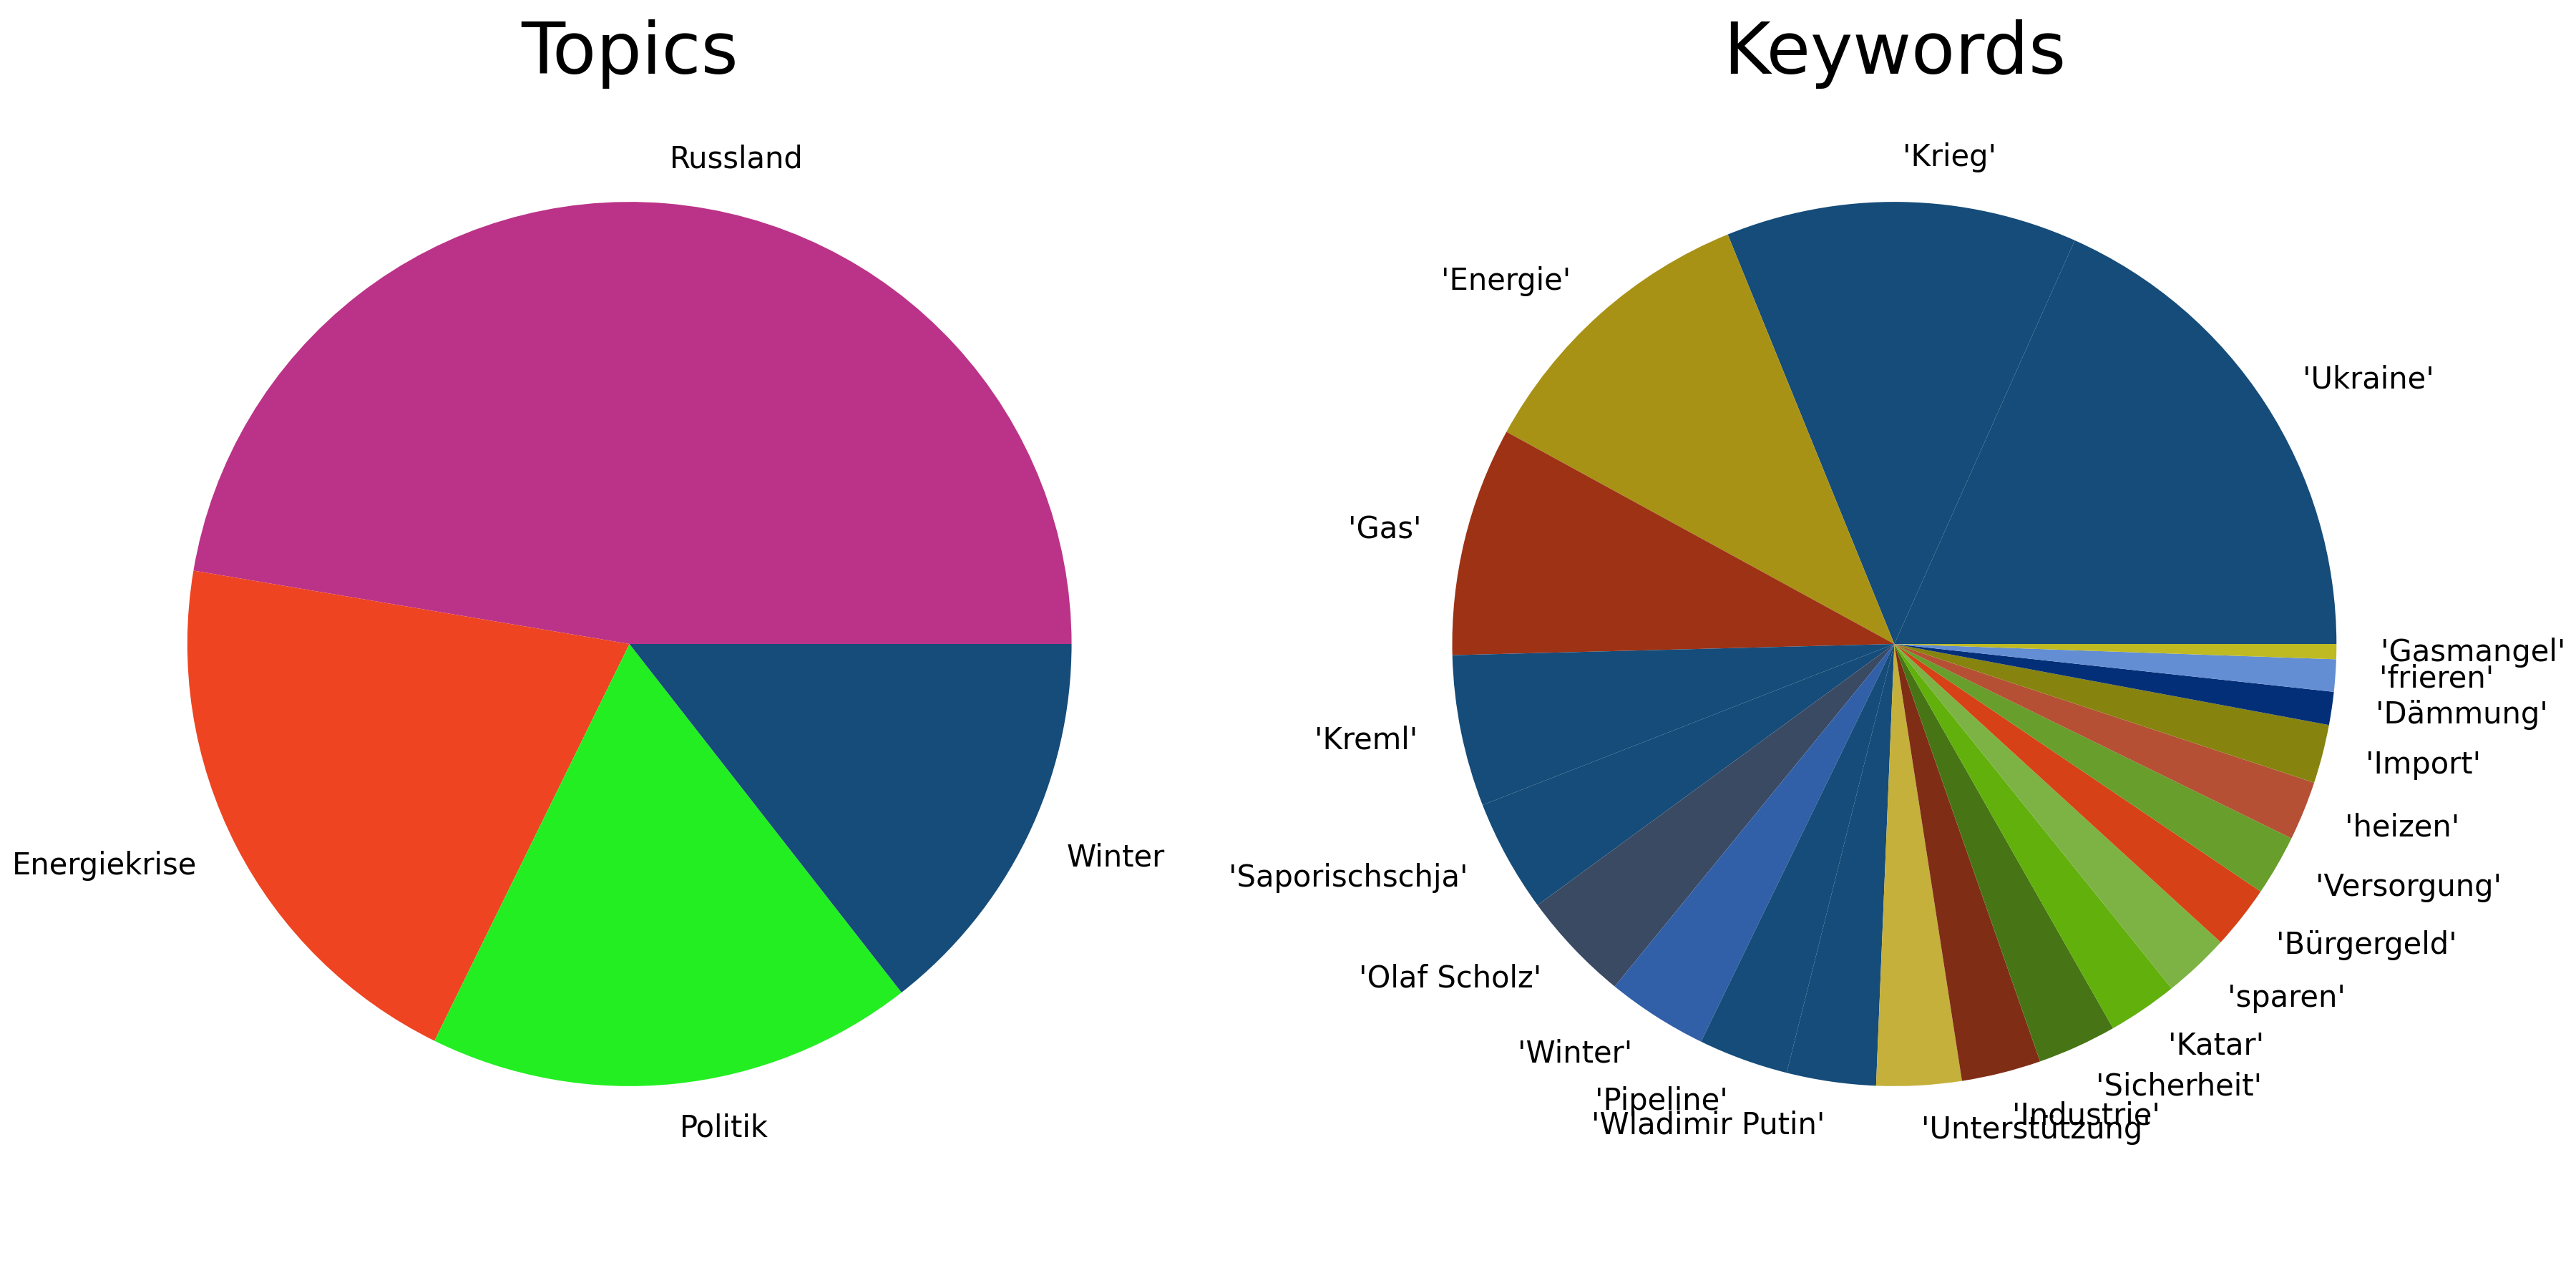 Topics
Russland
Energiekrise
Politik
Winter
Keywords
'Ukraine'
'Krieg'
'Energie'
'Gas'
'Kreml'
'Saporischschja'
'Olaf Scholz'
'Winter'
'Pipeline'
'Wladimir Putin'
'Unterstützung'
'Industrie'
'Sicherheit'
'Katar'
'sparen'
'Bürgergeld'
'Versorgung'
'heizen'
'Import'
'Dämmung'
'frieren'
'Gasmangel'